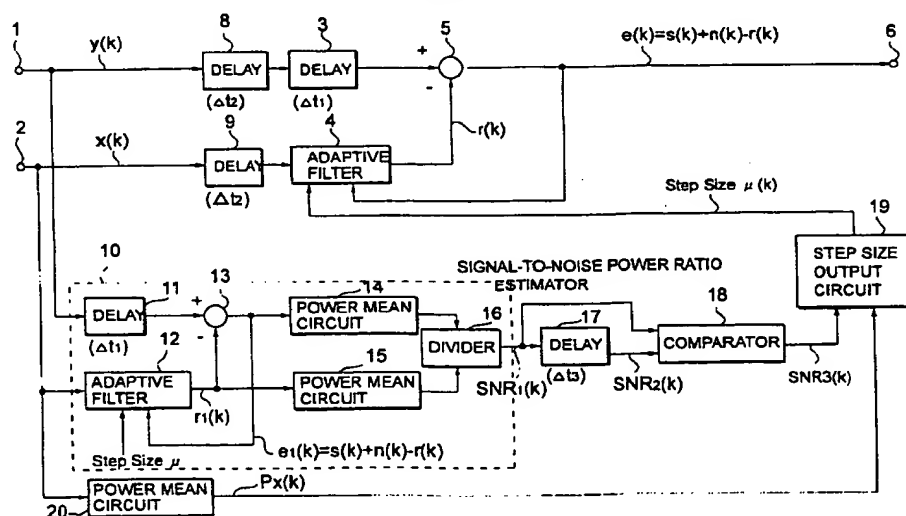 1
y(k)
8
DELAY
(Δt2)
3
DELAY
(Δt1)
+
-
5
e(k)=s(k)+n(k)-r(k)
6
2
x(k)
9
DELAY
(Δt2)
4
ADAPTIVE
FILTER
r(k)
Step Size μ(k)
19
STEP SIZE
OUTPUT
CIRCUIT
10
SIGNAL-TO-NOISE POWER RATIO
ESTIMATOR
11
DELAY
(Δt1)
+
-
13
14
POWER MEAN
CIRCUIT
16
DIVIDER
17
DELAY
(Δt3)
18
COMPARATOR
12
ADAPTIVE
FILTER
r1(k)
15
POWER MEAN
CIRCUIT
SNR1(k)
SNR2(k)
SNR3(k)
e1(k)=s(k)+n(k)-r(k)
Step Size μ
POWER MEAN
CIRCUIT
20
Px(k)